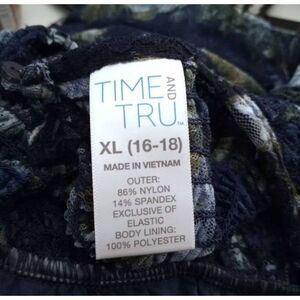 TIME AND
TRU™
XL (16-18)
MADE IN VIETNAM
OUTER:
86% NYLON
14% SPANDEX
EXCLUSIVE OF
ELASTIC
BODY LINING:
100% POLYESTER